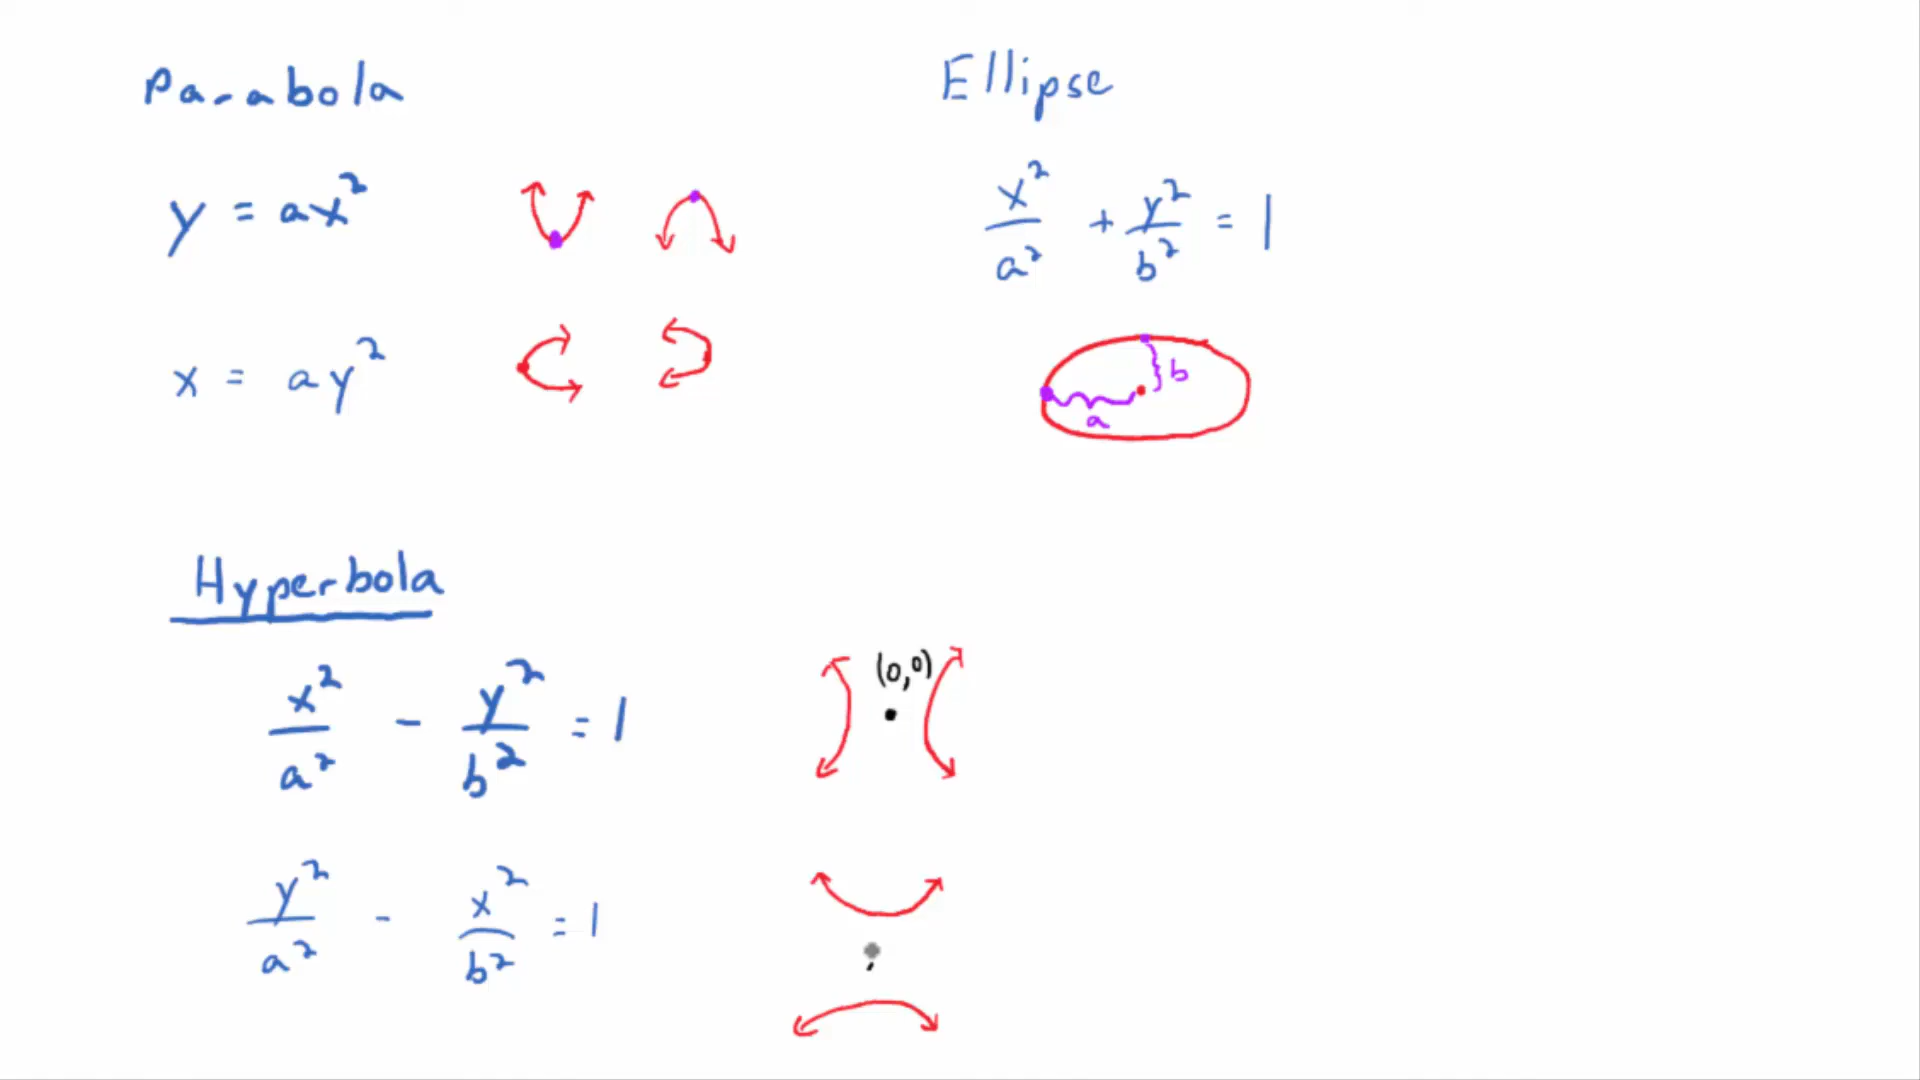 Parabola
y = ax²
x = ay²
Ellipse
x²/a² + y²/b² = 1
b
a
Hyperbola
x²/a² - y²/b² = 1
(0,0)
y²/a² - x²/b² = 1